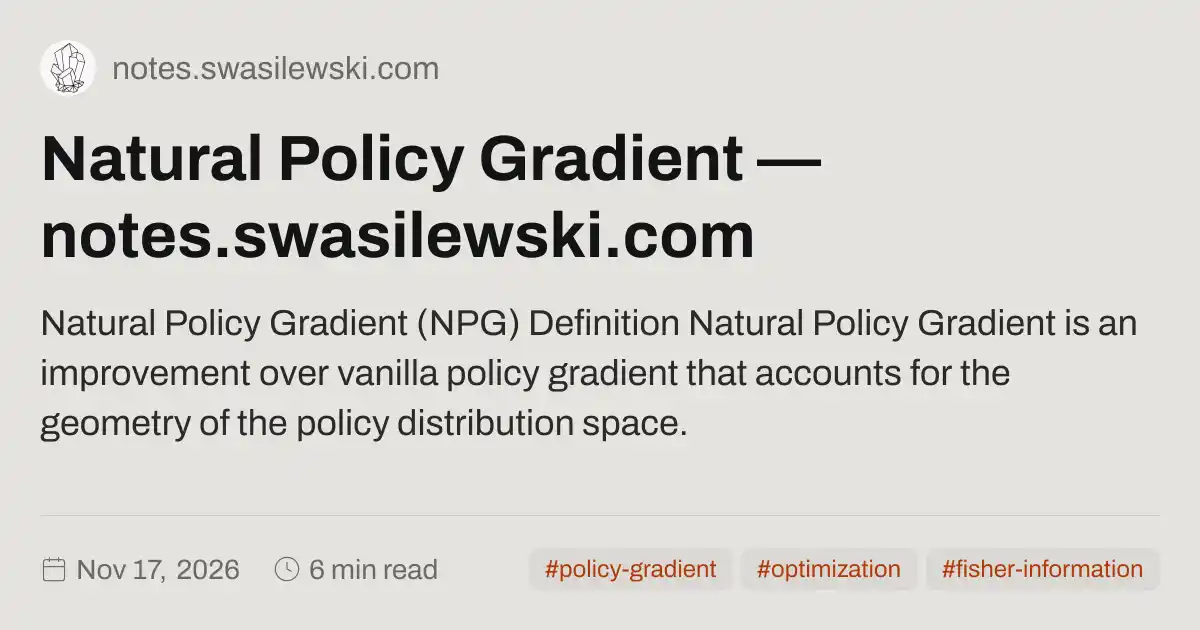 notes.swasilewski.com
Natural Policy Gradient —
notes.swasilewski.com
Natural Policy Gradient (NPG) Definition Natural Policy Gradient is an
improvement over vanilla policy gradient that accounts for the
geometry of the policy distribution space.
Nov 17, 2026 6 min read #policy-gradient #optimization #fisher-information